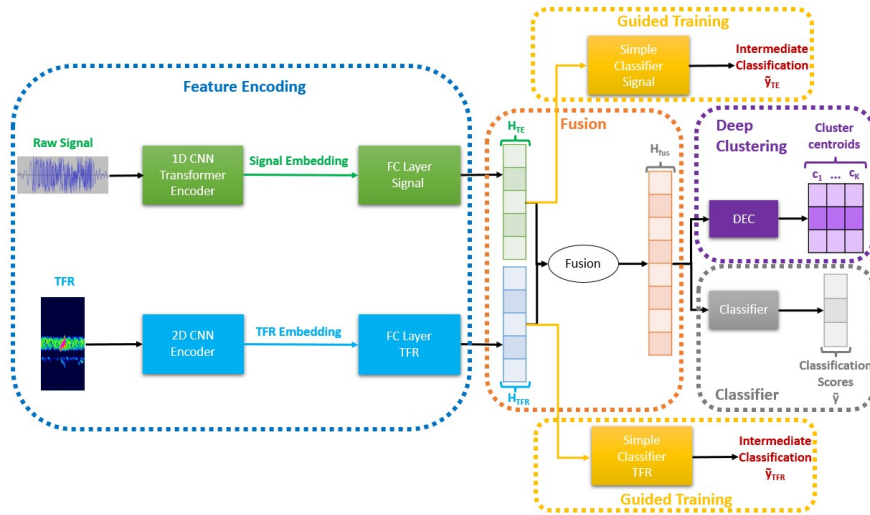 Guided Training
Simple
Classifier
Signal
Intermediate
Classification
ỹTE
Feature Encoding
Raw Signal
1D CNN
Transformer
Encoder
Signal Embedding
FC Layer
Signal
TFR
2D CNN
Encoder
TFR Embedding
FC Layer
TFR
Fusion
HTE
HTFR
Fusion
Hfus
Deep
Clustering
Cluster
centroids
c1 ... cK
DEC
Classifier
Classification
Scores
ỹ
Classifier
Simple
Classifier
TFR
Intermediate
Classification
ỹTFR
Guided Training